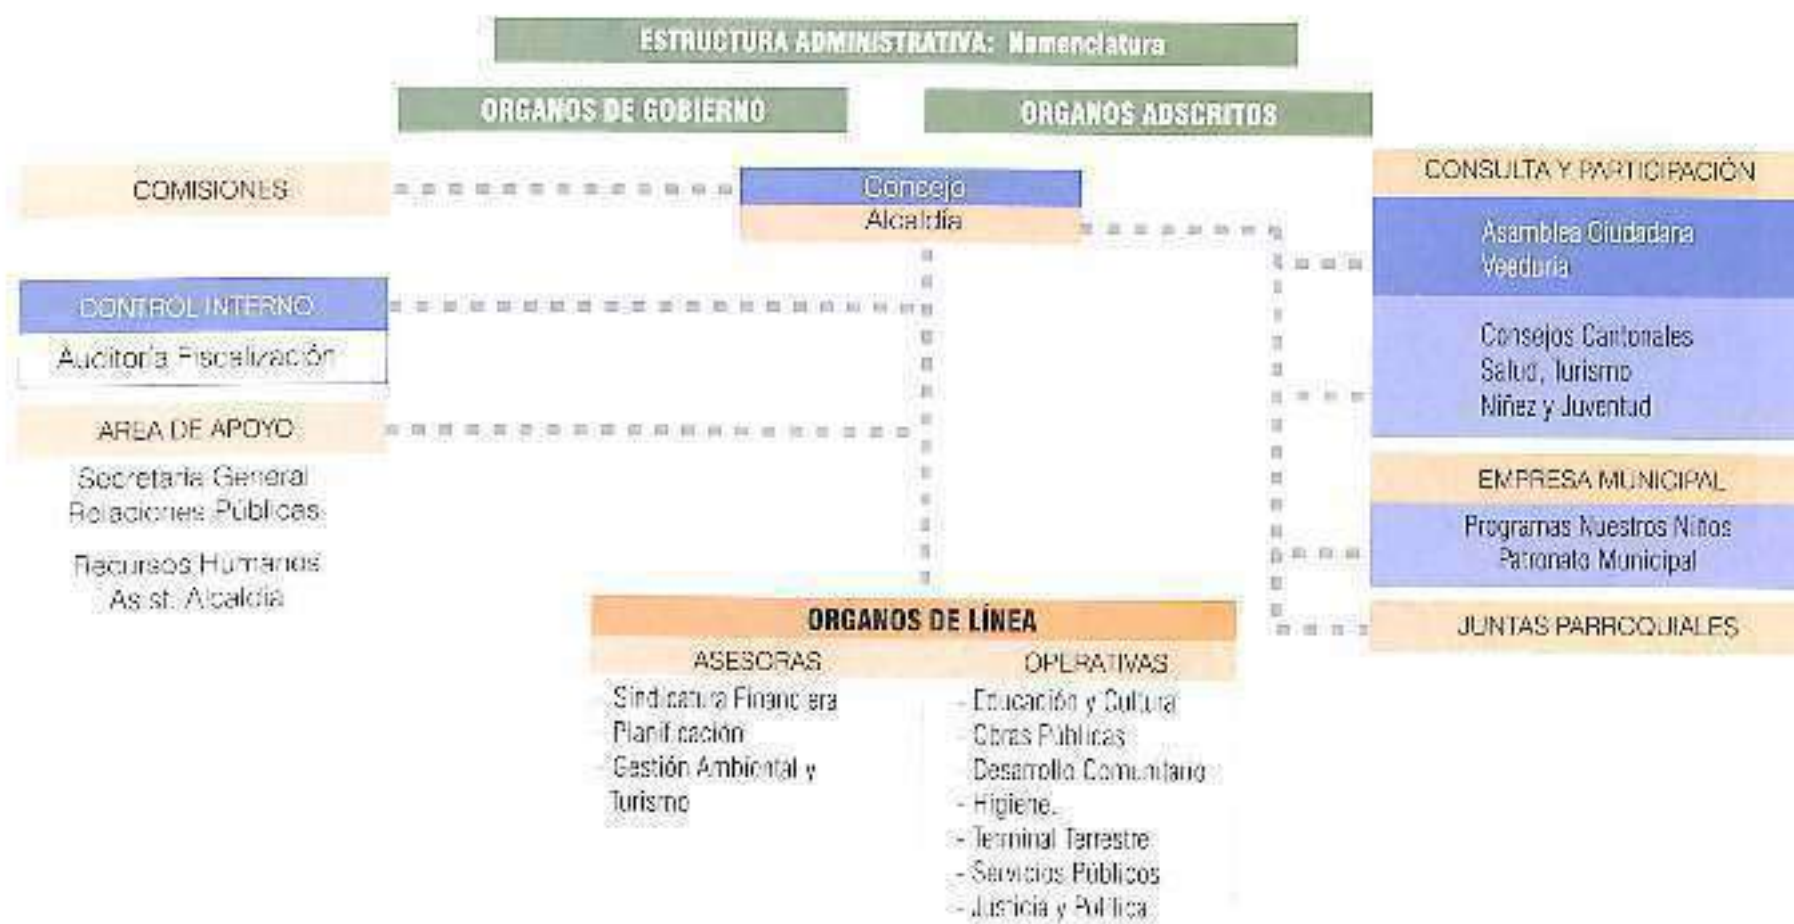 ESTRUCTURA ADMINISTRATIVA: Nomenclatura
ORGANOS DE GOBIERNO
ORGANOS ADSCRITOS
COMISIONES
Concejo
Alcaldía
CONTROL INTERNO
Auditoría Fiscalización
AREA DE APOYO
Secretaria General
Relaciones Públicas
Recursos Humanos
Asist. Alcaldía
CONSULTA Y PARTICIPACIÓN
Asamblea Ciudadana
Veeduria
Consejos Cantonales
Salud, Turismo
Niñez y Juventud
EMPRESA MUNICIPAL
Programas Nuestros Niños
Patronato Municipal
JUNTAS PARROQUIALES
ORGANOS DE LÍNEA
ASESORAS
- Sindicatura Financiera
Planificación
- Gestión Ambiental y
Turismo
OPERATIVAS
- Educación y Cultura
- Obras Públicas
- Desarrollo Comunitario
- Higiene.
- Terminal Terrestre
- Servicios Públicos
- Justicia y Política